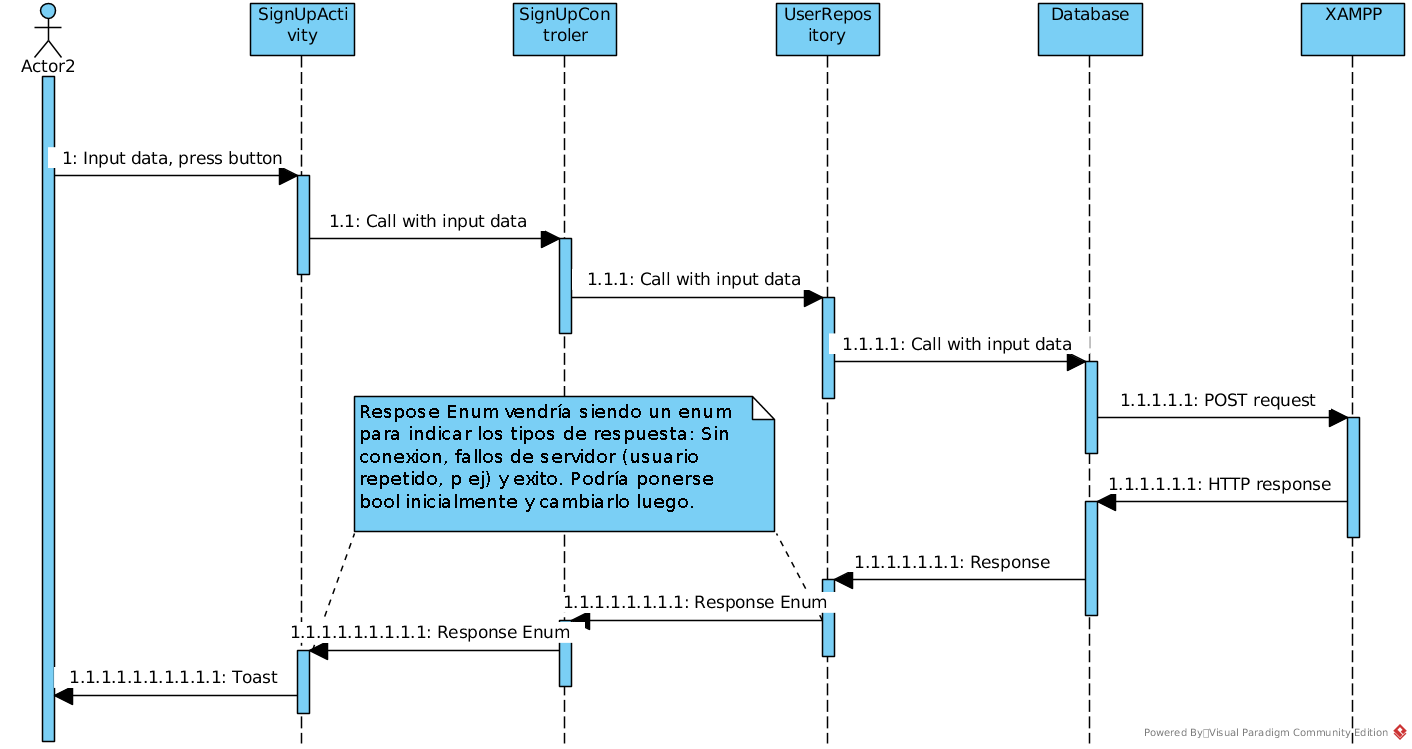 SignUpActi
vity
SignUpCon
troler
UserRepos
itory
Database
XAMPP
Actor2
1: Input data, press button
1.1: Call with input data
1.1.1: Call with input data
1.1.1.1: Call with input data
1.1.1.1.1: POST request
Respose Enum vendría siendo un enum
para indicar los tipos de respuesta: Sin
conexion, fallos de servidor (usuario
repetido, p ej) y exito. Podría ponerse
bool inicialmente y cambiarlo luego.
1.1.1.1.1.1: HTTP response
1.1.1.1.1.1.1: Response
1.1.1.1.1.1.1.1: Response Enum
1.1.1.1.1.1.1.1.1: Response Enum
1.1.1.1.1.1.1.1.1.1: Toast
Powered By Visual Paradigm Community Edition